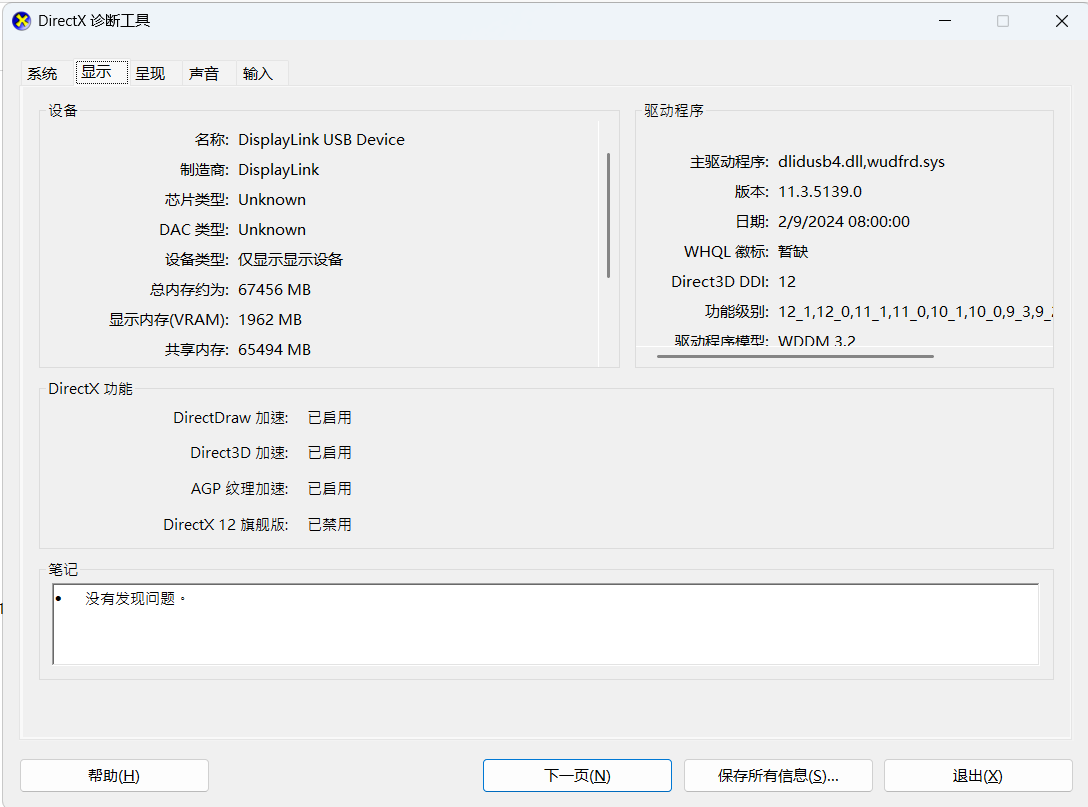 DirectX 诊断工具
系统 显示 呈现 声音 输入
设备
名称: DisplayLink USB Device
制造商: DisplayLink
芯片类型: Unknown
DAC 类型: Unknown
设备类型: 仅显示显示设备
总内存约为: 67456 MB
显示内存(VRAM): 1962 MB
共享内存: 65494 MB
驱动程序
主驱动程序: dlidusb4.dll,wudfrd.sys
版本: 11.3.5139.0
日期: 2/9/2024 08:00:00
WHQL 徽标: 暂缺
Direct3D DDI: 12
功能级别: 12_1,12_0,11_1,11_0,10_1,10_0,9_3,9_
驱动程序模型: WDDM 3.2
DirectX 功能
DirectDraw 加速: 已启用
Direct3D 加速: 已启用
AGP 纹理加速: 已启用
DirectX 12 旗舰版: 已禁用
笔记
• 没有发现问题。
帮助(H) 下一页(N) 保存所有信息(S)... 退出(X)